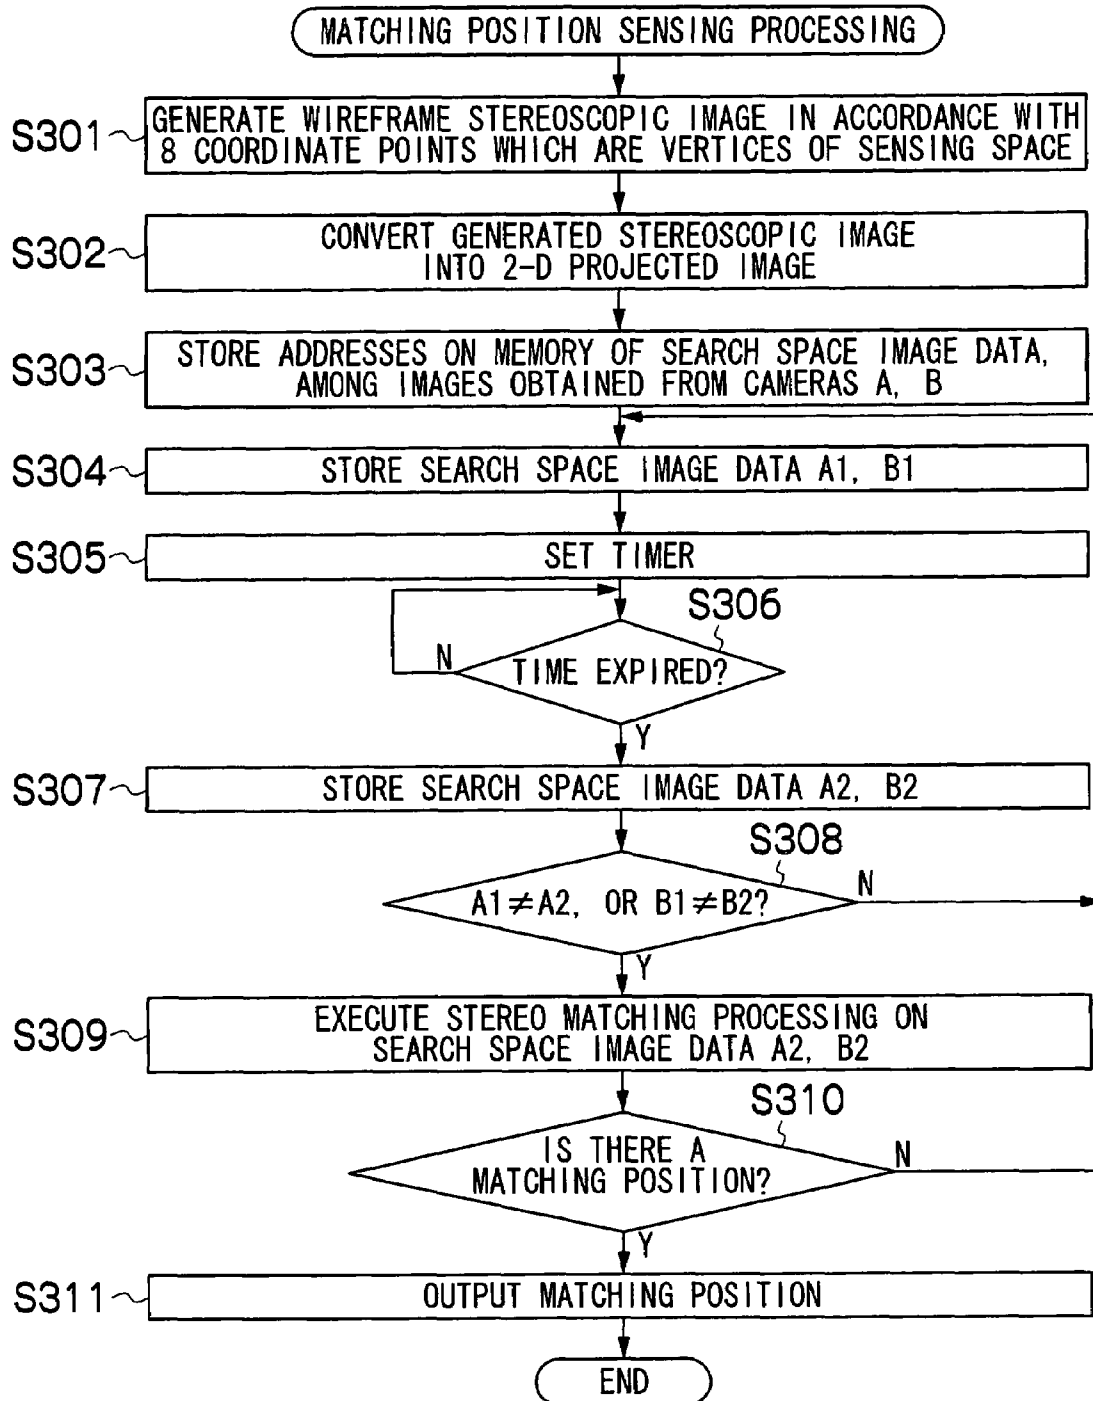 MATCHING POSITION SENSING PROCESSING
S301
GENERATE WIREFRAME STEREOSCOPIC IMAGE IN ACCORDANCE WITH
8 COORDINATE POINTS WHICH ARE VERTICES OF SENSING SPACE
S302
CONVERT GENERATED STEREOSCOPIC IMAGE
INTO 2-D PROJECTED IMAGE
S303
STORE ADDRESSES ON MEMORY OF SEARCH SPACE IMAGE DATA,
AMONG IMAGES OBTAINED FROM CAMERAS A, B
S304
STORE SEARCH SPACE IMAGE DATA A1, B1
S305
SET TIMER
S306
TIME EXPIRED?
N
Y
S307
STORE SEARCH SPACE IMAGE DATA A2, B2
S308
A1≠A2, OR B1≠B2?
N
Y
S309
EXECUTE STEREO MATCHING PROCESSING ON
SEARCH SPACE IMAGE DATA A2, B2
S310
IS THERE A
MATCHING POSITION?
N
Y
S311
OUTPUT MATCHING POSITION
END